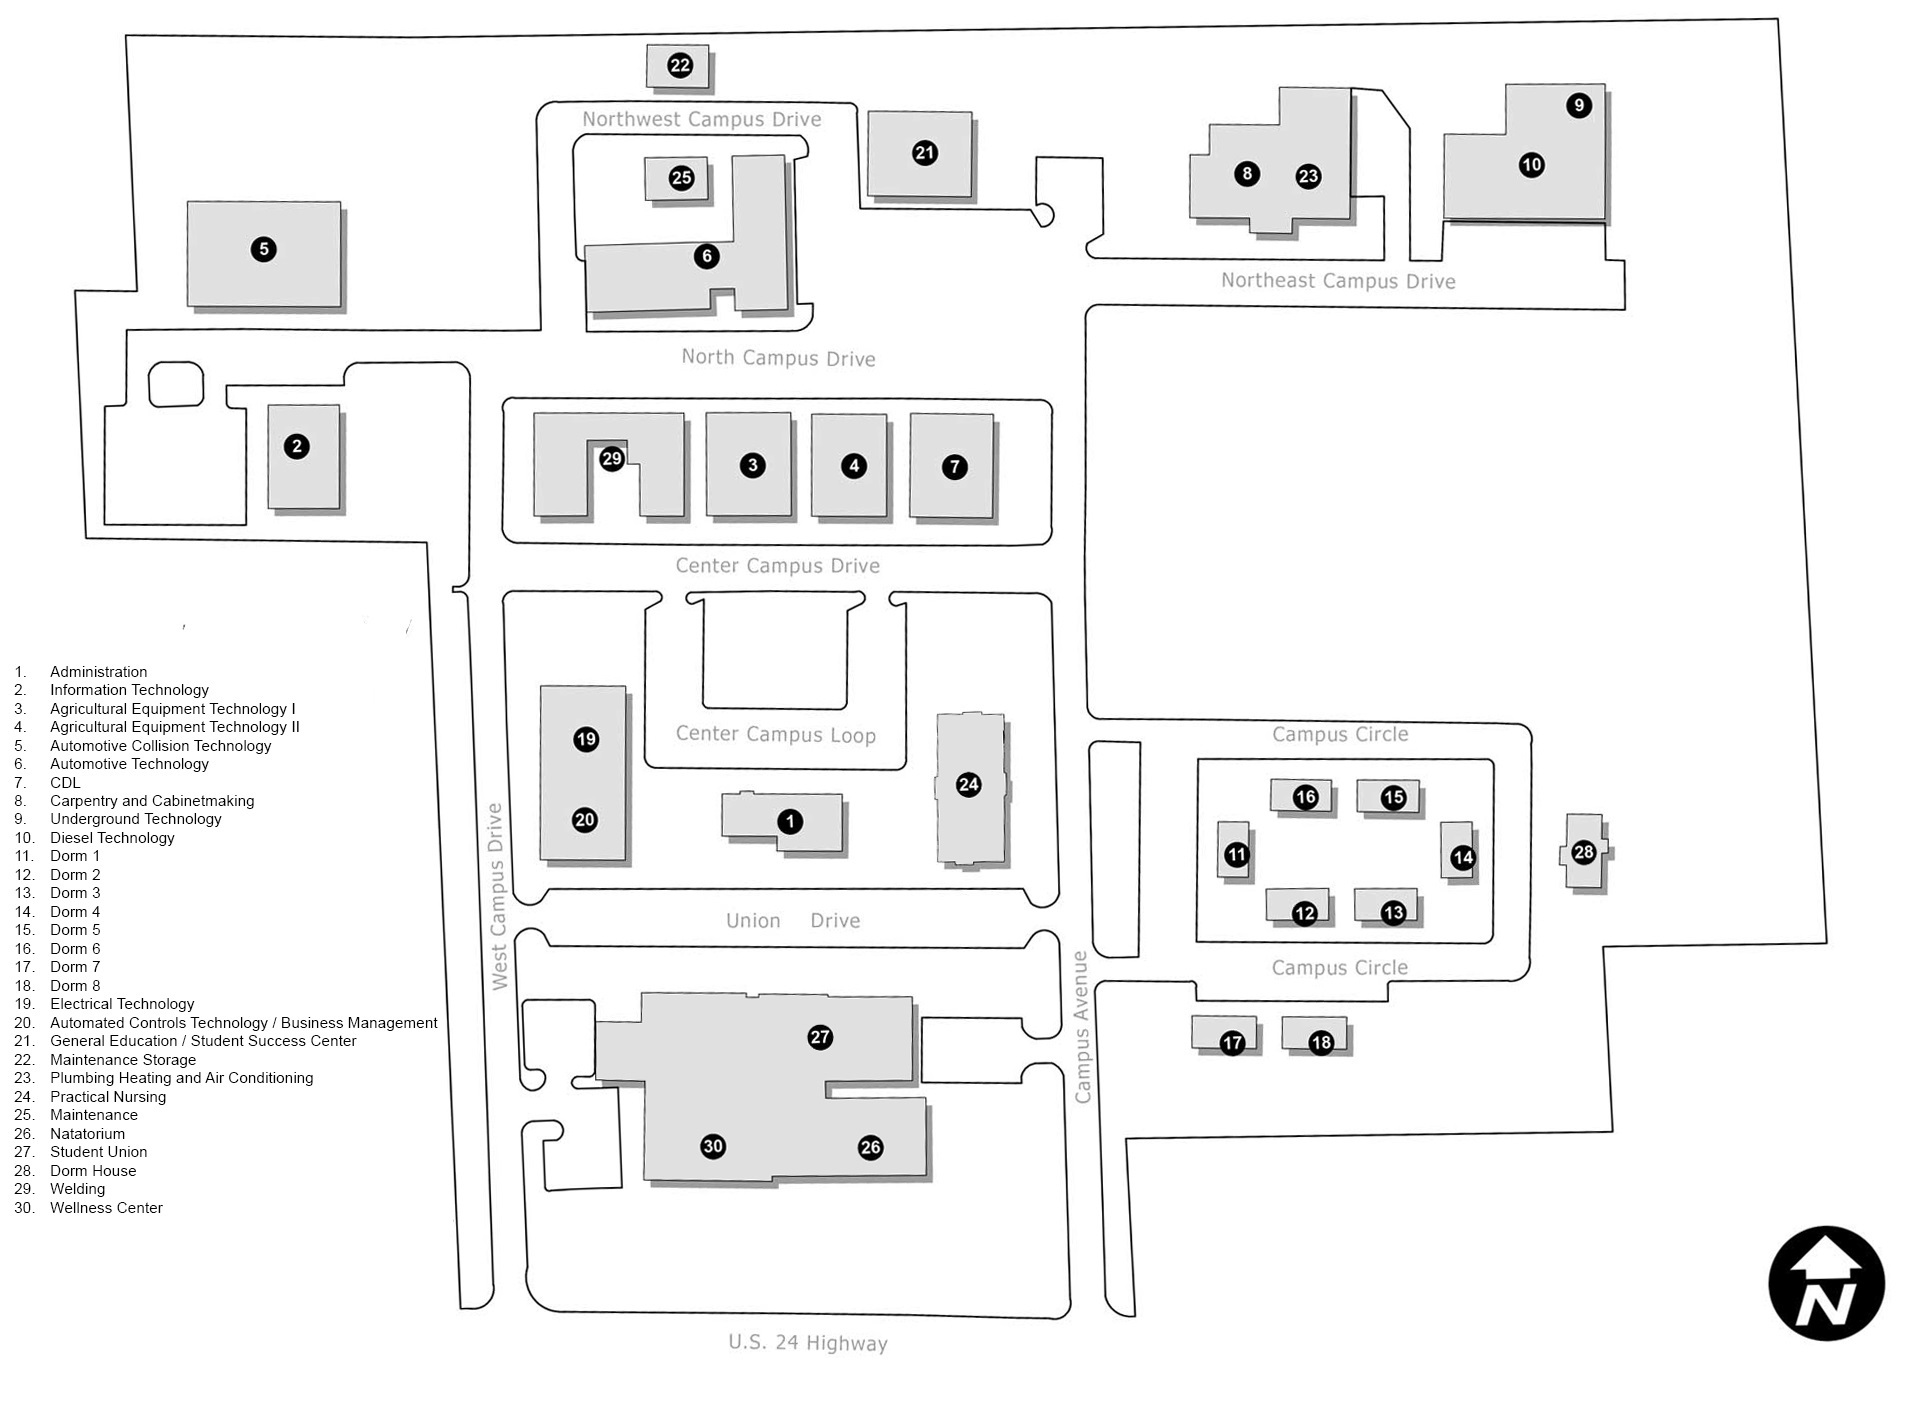 22
Northwest Campus Drive
9
21
10
8
23
25
5
6
Northeast Campus Drive
North Campus Drive
2
29
3
4
7
Center Campus Drive
1. Administration
2. Information Technology
3. Agricultural Equipment Technology I
4. Agricultural Equipment Technology II
5. Automotive Collision Technology
6. Automotive Technology
7. CDL
8. Carpentry and Cabinetmaking
9. Underground Technology
10. Diesel Technology
11. Dorm 1
12. Dorm 2
13. Dorm 3
14. Dorm 4
15. Dorm 5
16. Dorm 6
17. Dorm 7
18. Dorm 8
19. Electrical Technology
20. Automated Controls Technology / Business Management
21. General Education / Student Success Center
22. Maintenance Storage
23. Plumbing Heating and Air Conditioning
24. Practical Nursing
25. Maintenance
26. Natatorium
27. Student Union
28. Dorm House
29. Welding
30. Wellness Center
19
Center Campus Loop
Campus Circle
24
16
15
20
1
West Campus Drive
11
14
28
12
13
Union Drive
Campus Circle
Campus Avenue
27
17
18
30
26
N
U.S. 24 Highway